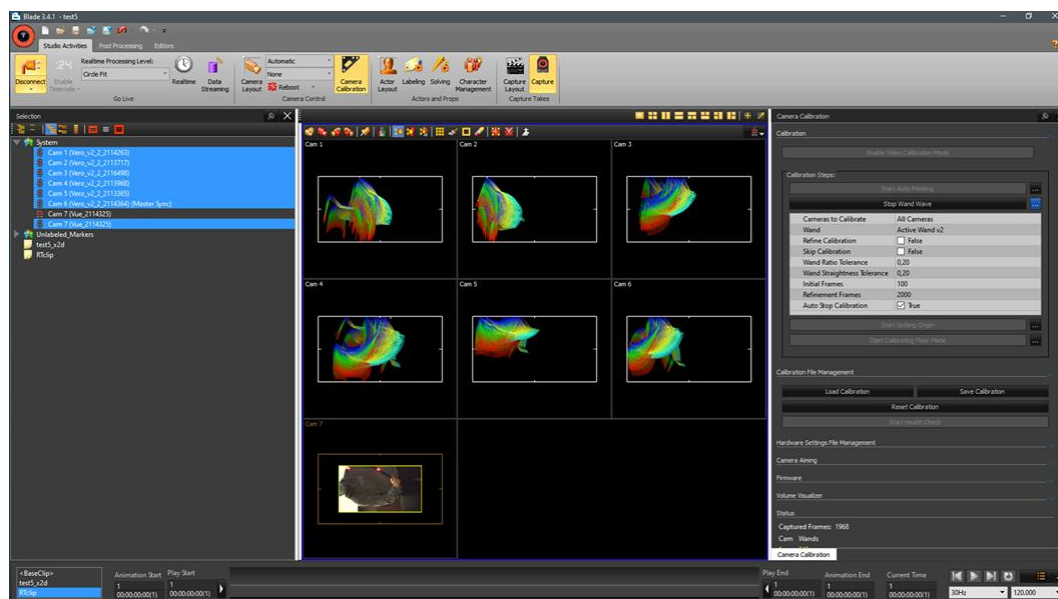 Blade 3.4.1 - test5
Studio Activities Post Processing Editors
Disconnect
Enable Timecode
Realtime Processing Level:
Circle Fit
Realtime
Data Streaming
Go Live
Camera Layout
Automatic
None
Reboot
Camera Calibration
Camera Control
Actor Layout
Labeling
Solving
Character Management
Actors and Props
Capture Layout
Capture
Capture Takes
Selection
System
Cam 1 (Vero_v2_2_2114263)
Cam 2 (Vero_v2_2_2113717)
Cam 3 (Vero_v2_2_2116498)
Cam 4 (Vero_v2_2_2113968)
Cam 5 (Vero_v2_2_2113385)
Cam 6 (Vero_v2_2_2114364) (Master Sync)
Cam 7 (Vue_2114325)
Cam 7 (Vue_2114325)
Unlabeled_Markers
test5_x2d
RTclip
Cam 1
Cam 2
Cam 3
Cam 4
Cam 5
Cam 6
Cam 7
Camera Calibration
Calibration
Enable Video Calibration Mode
Calibration Steps:
Start Auto Masking ...
Stop Wand Wave ...
Cameras to Calibrate All Cameras
Wand Active Wand v2
Refine Calibration False
Skip Calibration False
Wand Ratio Tolerance 0,20
Wand Straightness Tolerance 0,20
Initial Frames 100
Refinement Frames 2000
Auto Stop Calibration True
Start Setting Origin ...
Start Calibrating Floor Plane ...
Calibration File Management
Load Calibration Save Calibration
Reset Calibration
Start Health Check
Hardware Settings File Management
Camera Aiming
Firmware
Volume Visualizer
Status
Captured Frames: 1968
Cam Wands
Camera Calibration
<BaseClip>
test5_x2d
RTclip
Animation Start
1
00:00:00:00(1)
Play Start
1
00:00:00:00(1)
Play End
1
00:00:00:00(1)
Animation End
1
00:00:00:00(1)
Current Time
1
00:00:00:00(1)
30Hz
120.000